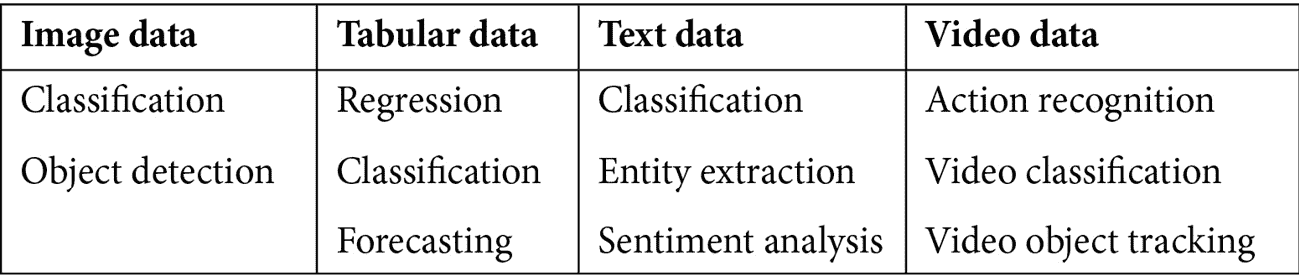 Image data Tabular data Text data Video data
Classification Regression Classification Action recognition
Object detection Classification Entity extraction Video classification
Forecasting Sentiment analysis Video object tracking